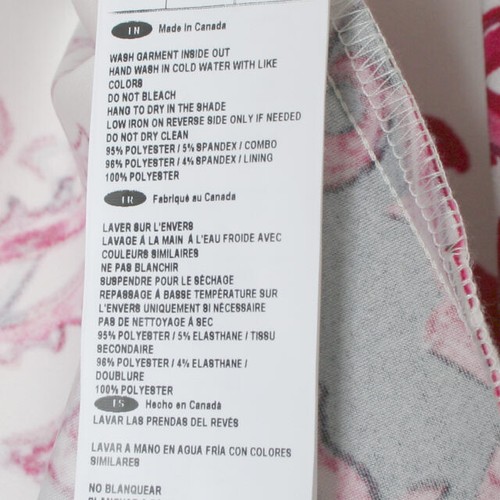 EN Made in Canada
WASH GARMENT INSIDE OUT
HAND WASH IN COLD WATER WITH LIKE
COLORS
DO NOT BLEACH
HANG TO DRY IN THE SHADE
LOW IRON ON REVERSE SIDE ONLY IF NEEDED
DO NOT DRY CLEAN
95% POLYESTER / 5% SPANDEX / COMBO
96% POLYESTER / 4% SPANDEX / LINING
100% POLYESTER
FR Fabriqué au Canada
LAVER SUR L'ENVERS
LAVAGE À LA MAIN À L'EAU FROIDE AVEC
COULEURS SIMILAIRES
NE PAS BLANCHIR
SUSPENDRE POUR LE SÉCHAGE
REPASSAGE À BASSE TEMPÉRATURE SUR
L'ENVERS UNIQUEMENT SI NÉCESSAIRE
PAS DE NETTOYAGE À SEC
95% POLYESTER / 5% ELASTHANE / TISSU
SECONDAIRE
96% POLYESTER / 4% ELASTHANE /
DOUBLURE
100% POLYESTER
ES Hecho en Canadá
LAVAR LAS PRENDAS DEL REVÉS
LAVAR A MANO EN AGUA FRÍA CON COLORES
SIMILARES
NO BLANQUEAR